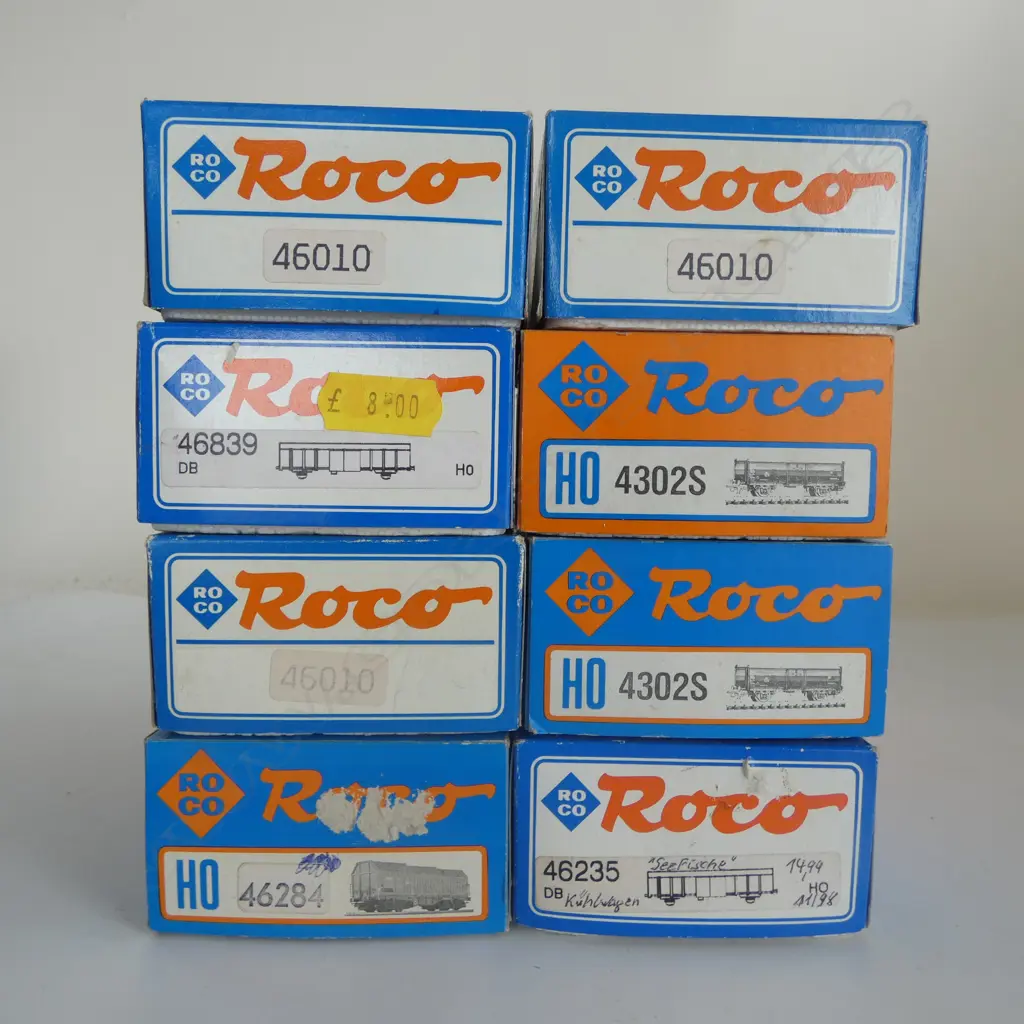 RO
CO
Roco
46010
RO
CO
Roco
46010
RO
CO
Roco
£ 8.00
46839
DB
HO
RO
CO
Roco
HO 4302S
RO
CO
Roco
46010
RO
CO
Roco
HO 4302S
RO
CO
HO 46284
RO
CO
Roco
46235 "Seefische" 14,99
DB Kühlwagen HO
11/98